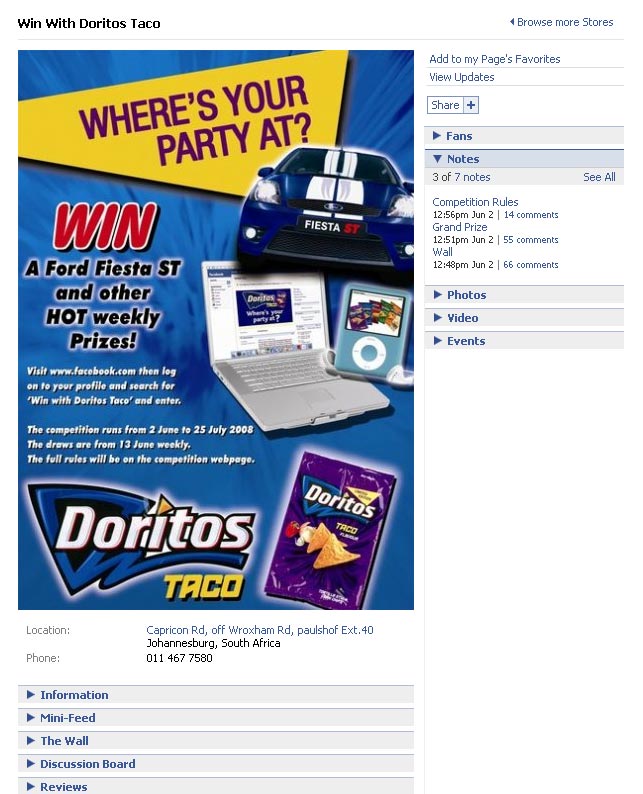 Win With Doritos Taco
Browse more Stores
WHERE'S YOUR
PARTY AT?
FIESTA ST
WIN
A Ford Fiesta ST
and other
HOT weekly
Prizes!
facebook
Doritos
TACO
Where's your
party at?
Visit www.facebook.com then log
on to your profile and search for
'Win with Doritos Taco' and enter.
The competition runs from 2 June to 25 July 2008
The draws are from 13 June weekly.
The full rules will be on the competition webpage.
Doritos
TACO
FLAVOUR
Doritos
TACO
Location:
Capricon Rd, off Wroxham Rd, paulshof Ext.40
Johannesburg, South Africa
Phone:
011 467 7580
Information
Mini-Feed
The Wall
Discussion Board
Reviews
Add to my Page's Favorites
View Updates
Share +
Fans
Notes
3 of 7 notes
See All
Competition Rules
12:56pm Jun 2 | 14 comments
Grand Prize
12:51pm Jun 2 | 55 comments
Wall
12:48pm Jun 2 | 66 comments
Photos
Video
Events